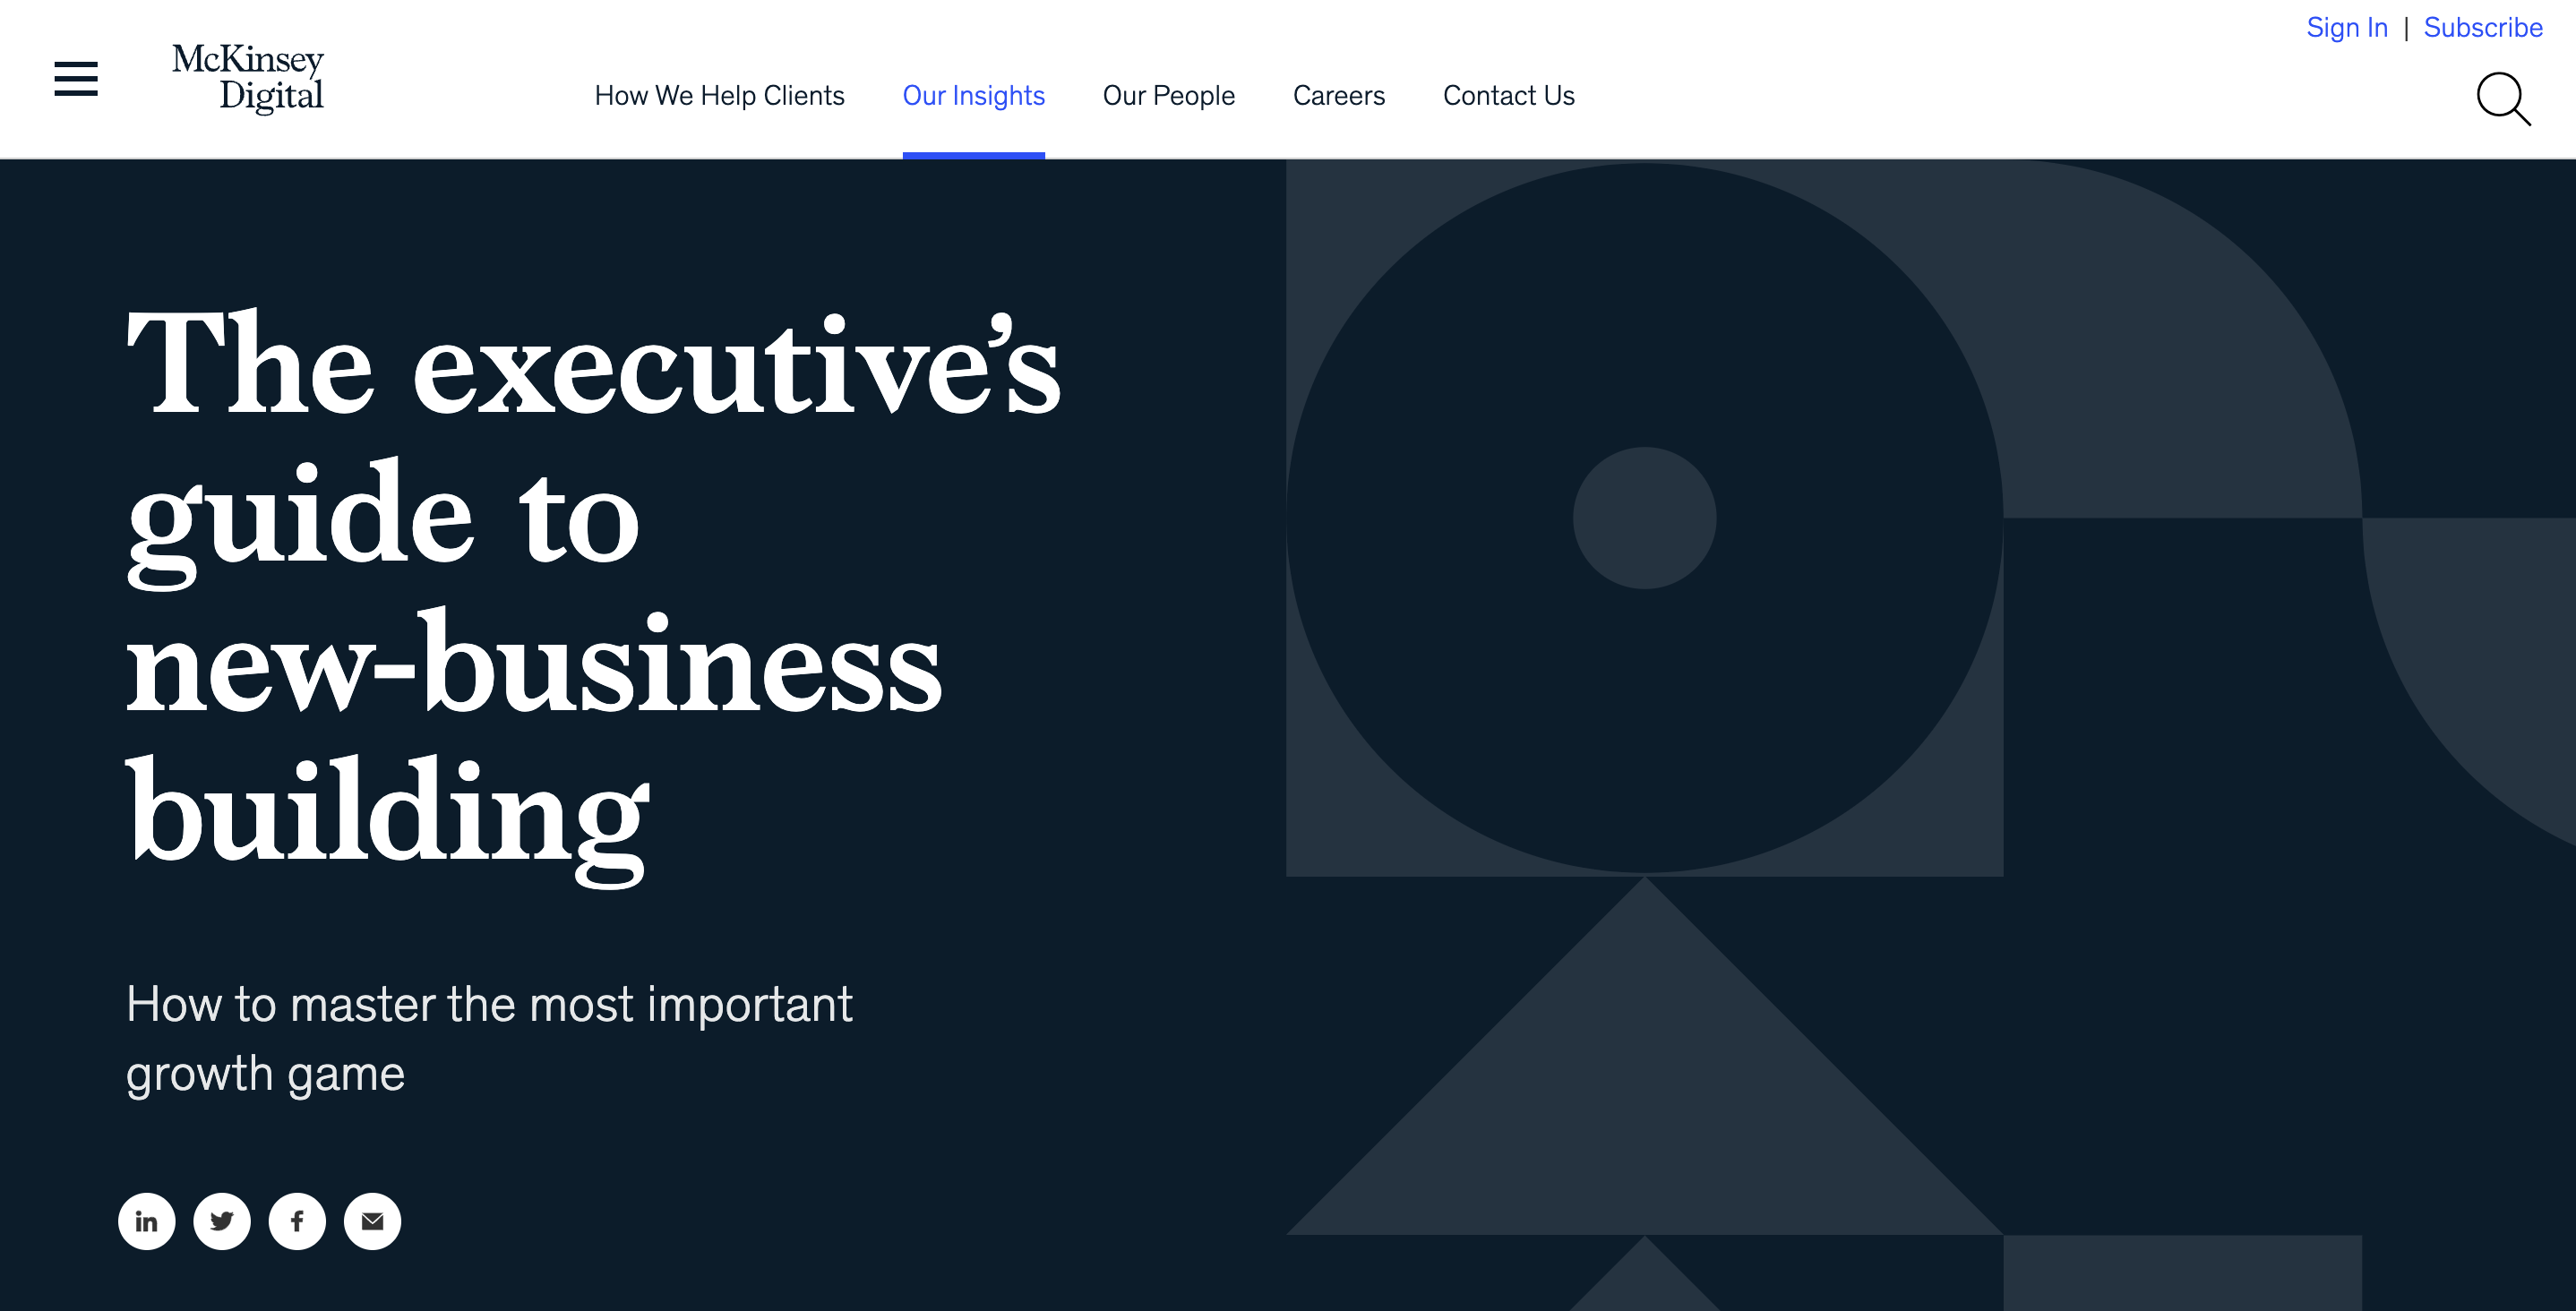 Sign In | Subscribe
McKinsey
Digital
How We Help Clients
Our Insights
Our People
Careers
Contact Us
The executive’s
guide to
new-business
building
How to master the most important
growth game
in
f